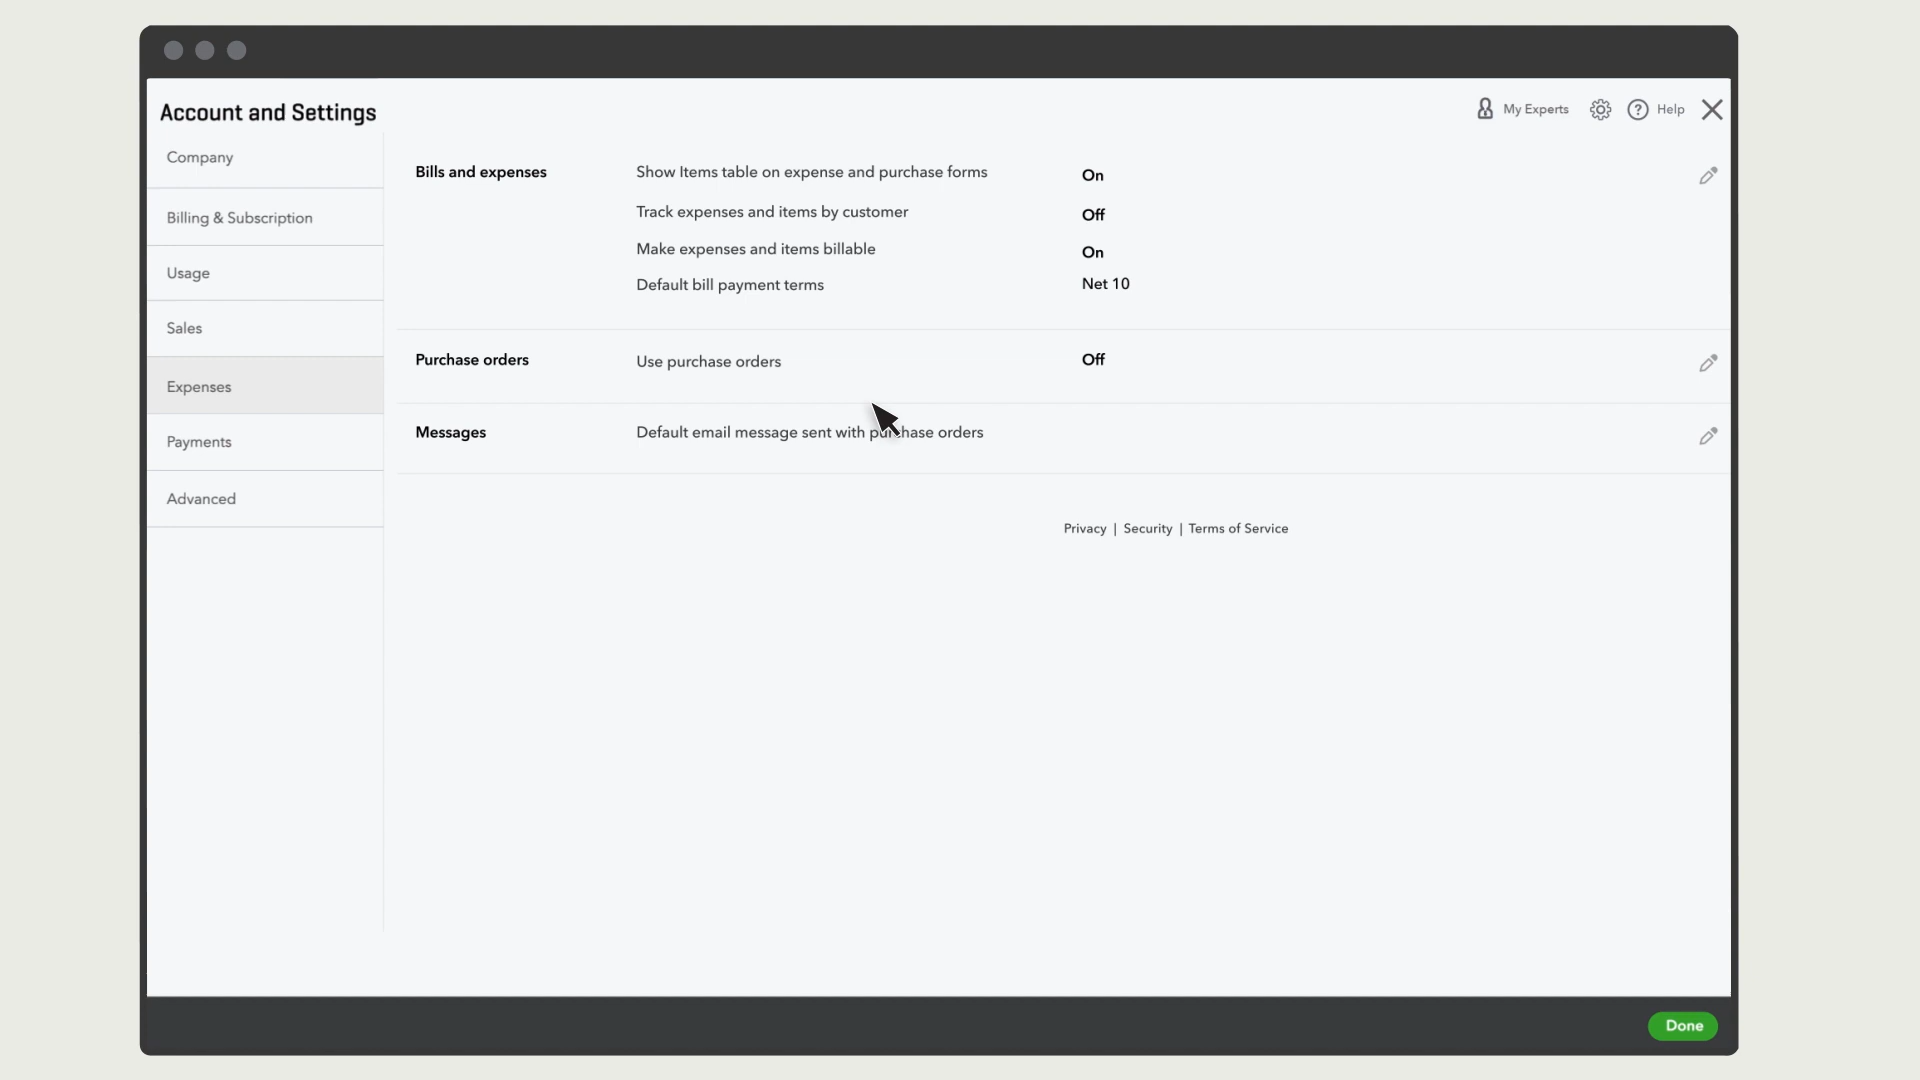 Account and Settings
My Experts
Help
Company
Billing & Subscription
Usage
Sales
Expenses
Payments
Advanced
Bills and expenses
Show Items table on expense and purchase forms
On
Track expenses and items by customer
Off
Make expenses and items billable
On
Default bill payment terms
Net 10
Purchase orders
Use purchase orders
Off
Messages
Default email message sent with purchase orders
Privacy | Security | Terms of Service
Done